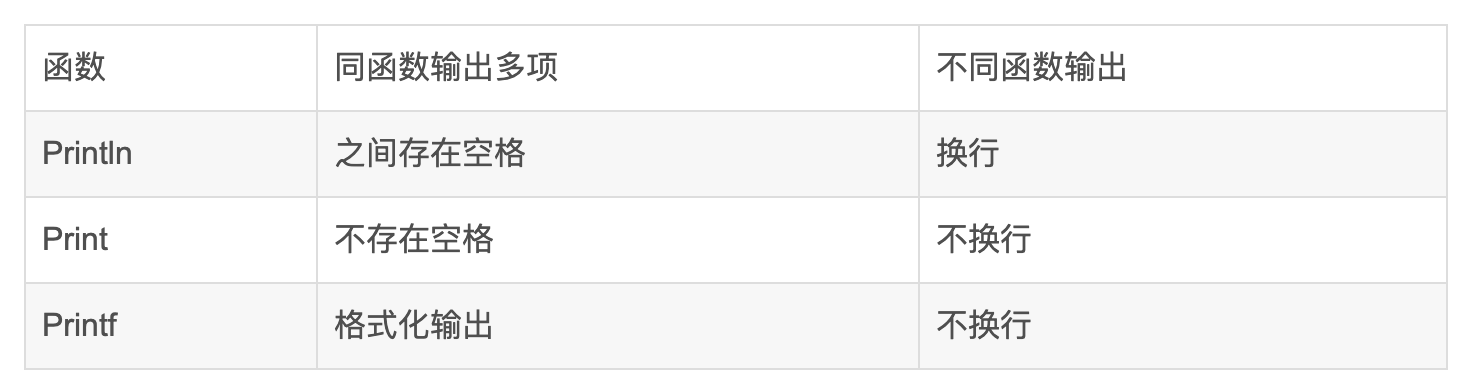 函数 同函数输出多项 不同函数输出
Println 之间存在空格 换行
Print 不存在空格 不换行
Printf 格式化输出 不换行